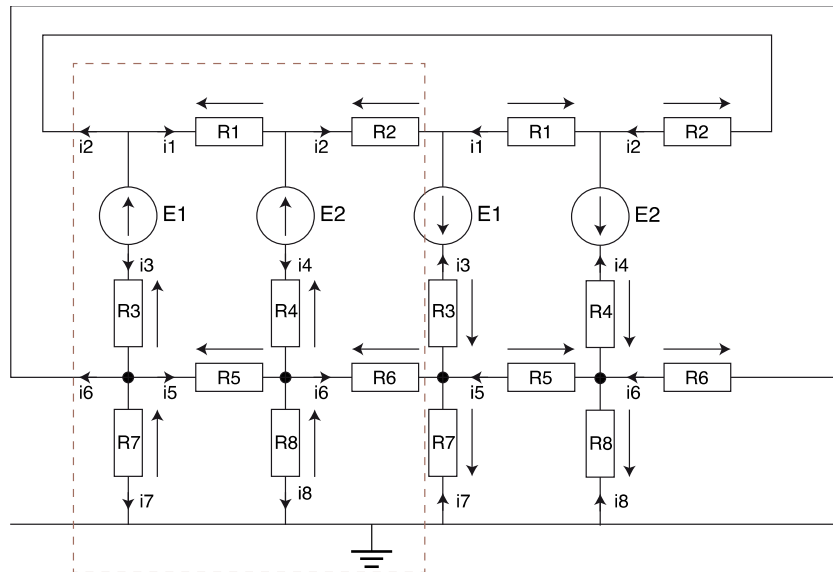 R1 R2 R1 R2
i2 i1 i2 i1 i2
E1 E2 E1 E2
i3 i4 i3 i4
R3 R4 R3 R4
R5 R6 R5 R6
i6 i5 i6 i5 i6
R7 R8 R7 R8
i7 i8 i7 i8